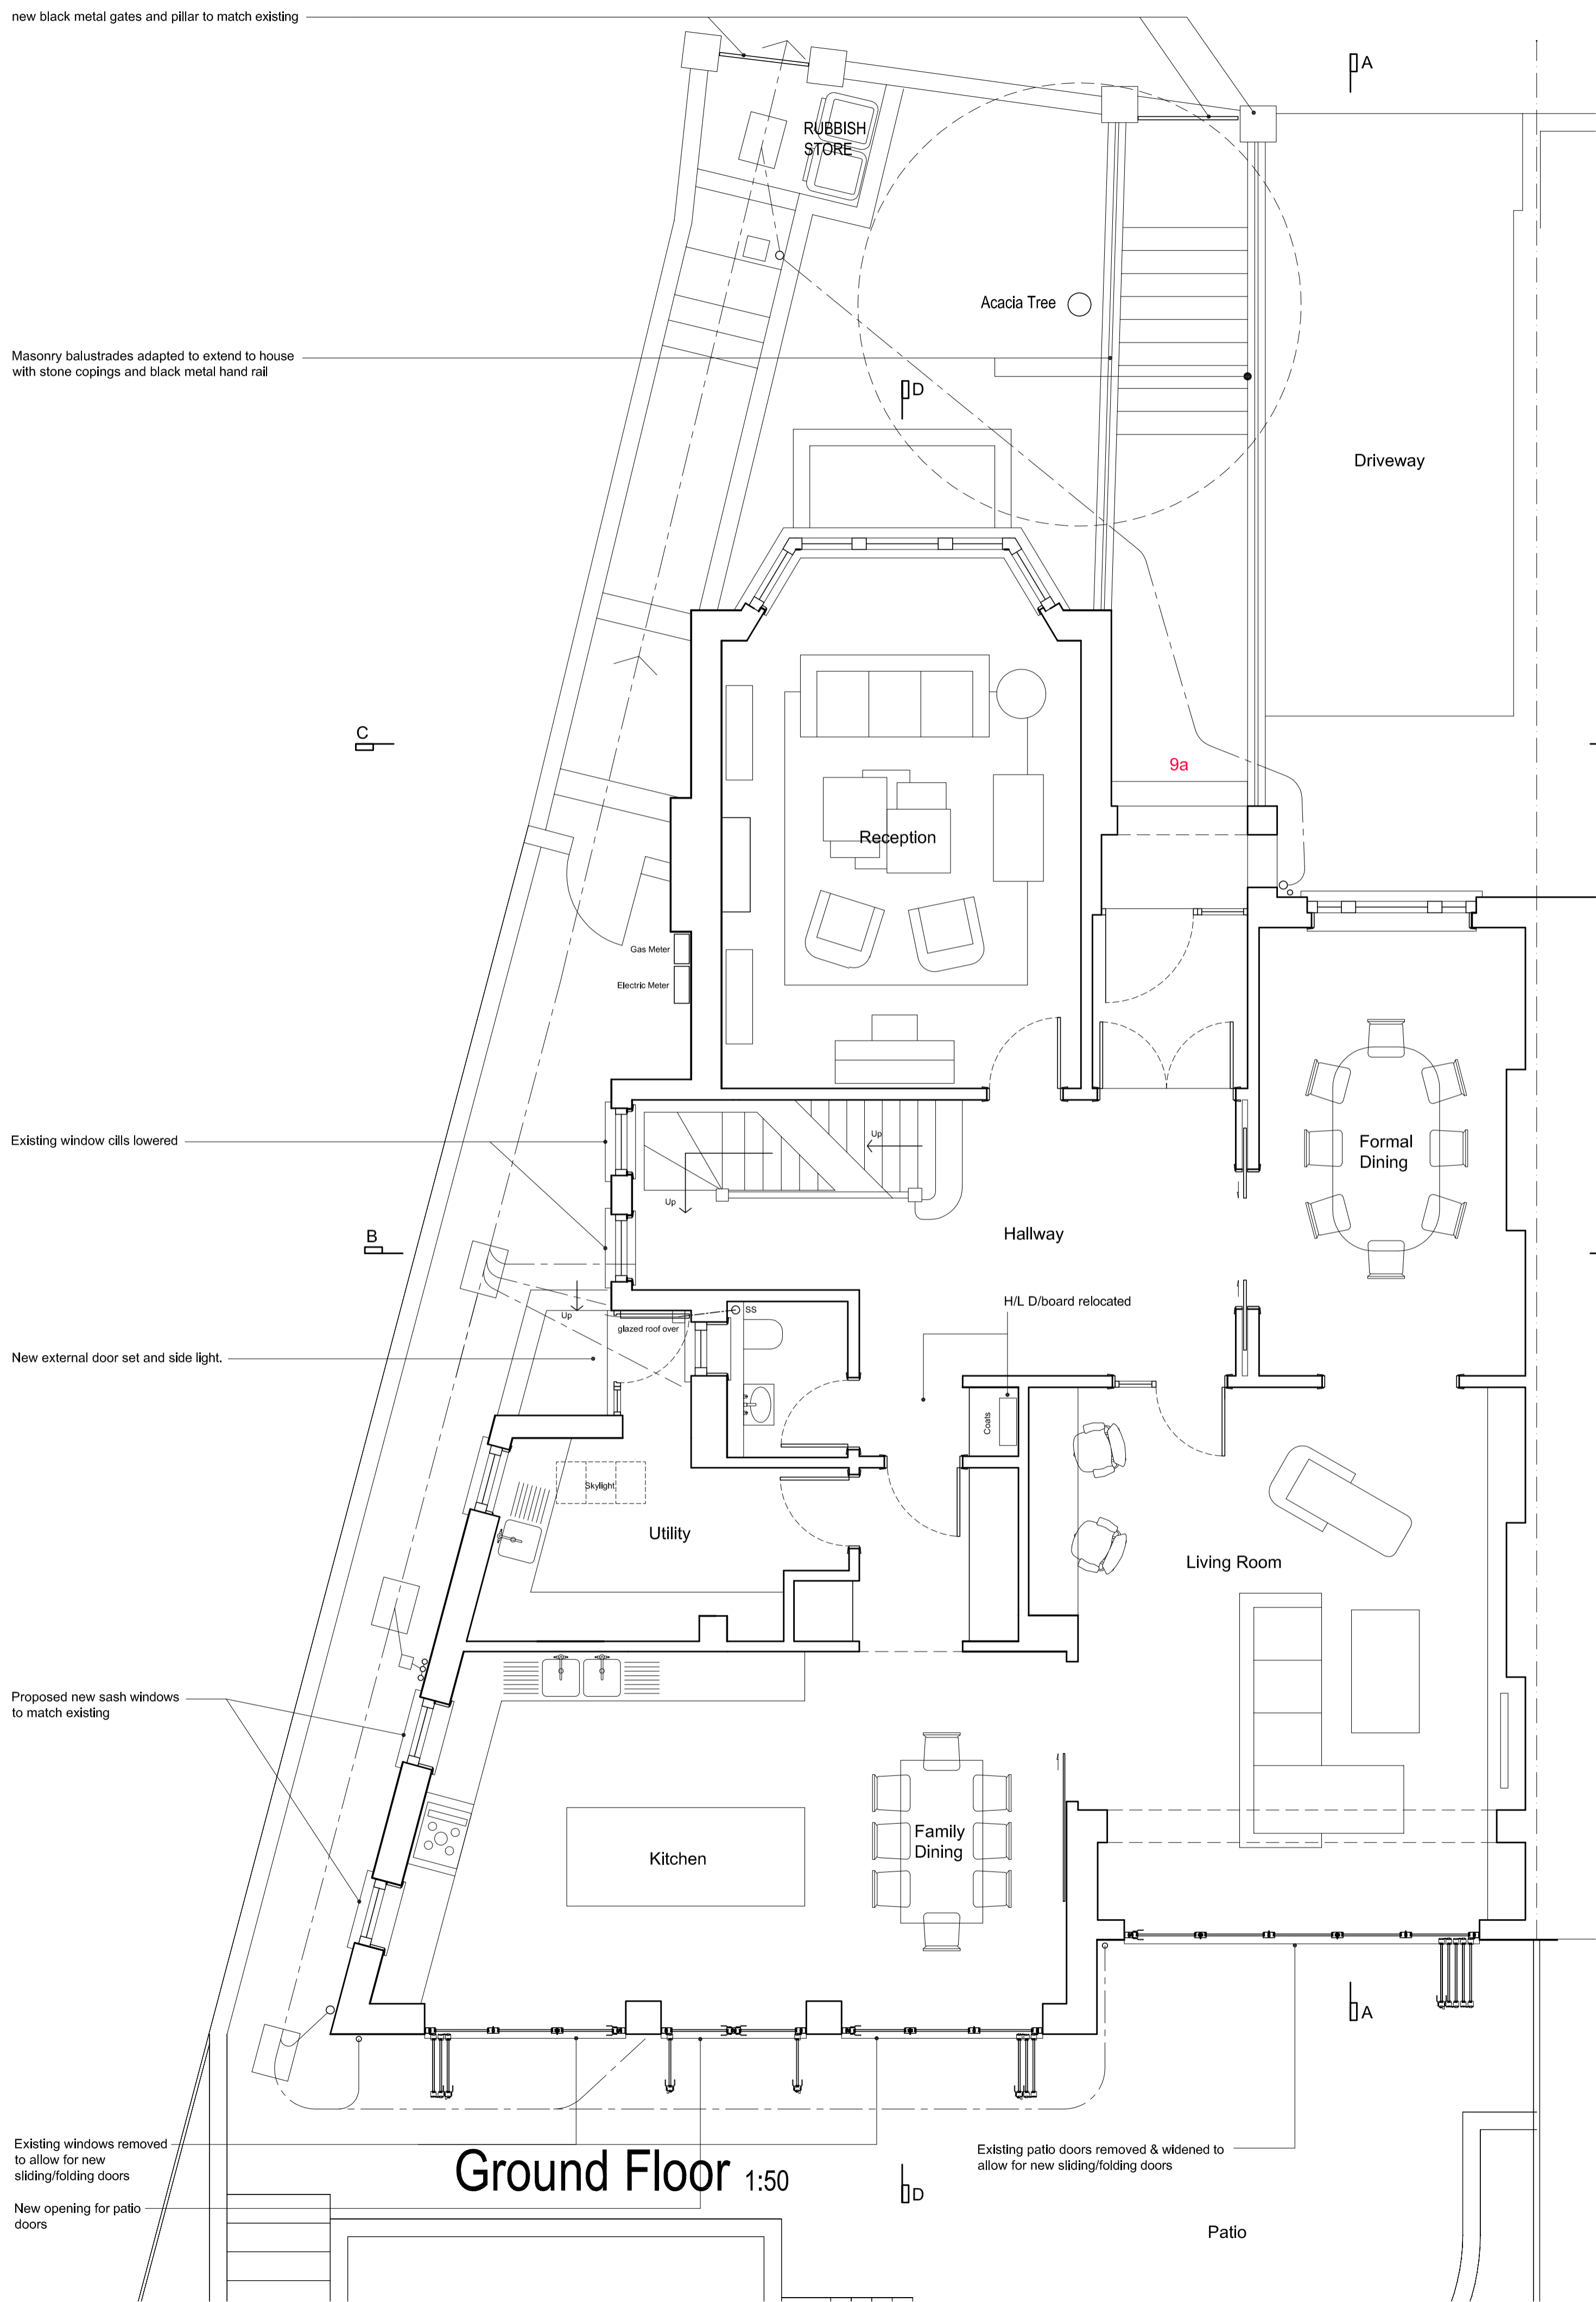 new black metal gates and pillar to match existing
A
RUBBISH
STORE
Acacia Tree
Masonry balustrades adapted to extend to house
with stone copings and black metal hand rail
D
Driveway
C
9a
Reception
Gas Meter
Electric Meter
Existing window cills lowered
Up
Formal
Dining
Up
B
Hallway
H/L D/board relocated
SS
Up
glazed roof over
New external door set and side light.
Coats
Skylight
Utility
Living Room
Proposed new sash windows
to match existing
Family
Dining
Kitchen
A
Existing windows removed
to allow for new
sliding/folding doors
Ground Floor 1:50
Existing patio doors removed & widened to
allow for new sliding/folding doors
D
New opening for patio
doors
Patio